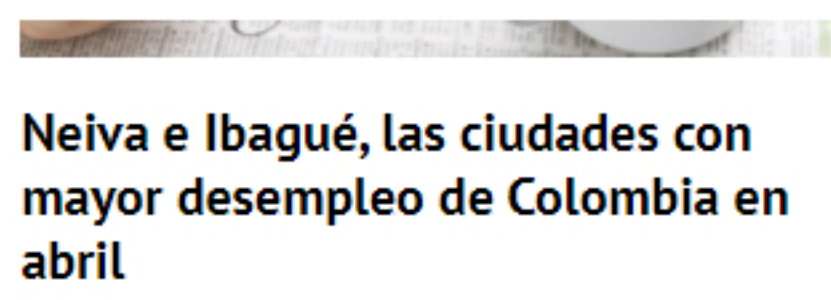 Neiva e Ibagué, las ciudades con
mayor desempleo de Colombia en
abril